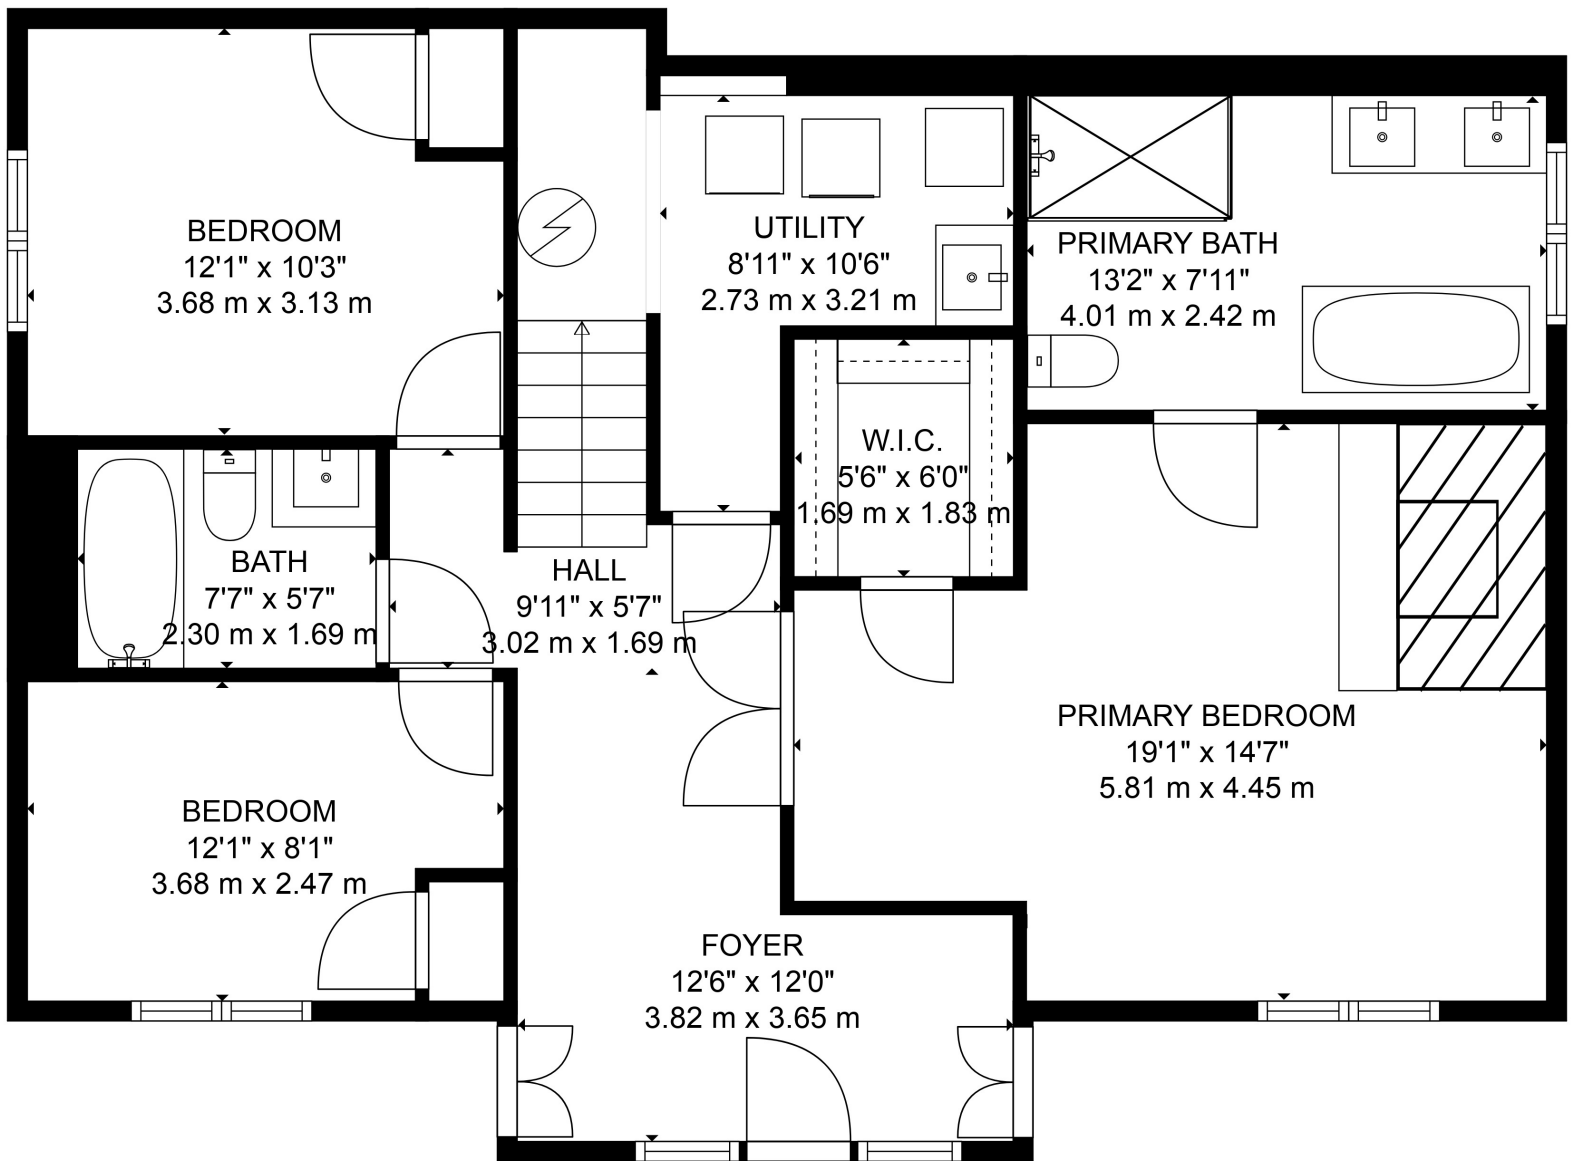 BEDROOM
12'1" x 10'3"
3.68 m x 3.13 m
UTILITY
8'11" x 10'6"
2.73 m x 3.21 m
PRIMARY BATH
13'2" x 7'11"
4.01 m x 2.42 m
W.I.C.
5'6" x 6'0"
1.69 m x 1.83 m
BATH
7'7" x 5'7"
2.30 m x 1.69 m
HALL
9'11" x 5'7"
3.02 m x 1.69 m
PRIMARY BEDROOM
19'1" x 14'7"
5.81 m x 4.45 m
BEDROOM
12'1" x 8'1"
3.68 m x 2.47 m
FOYER
12'6" x 12'0"
3.82 m x 3.65 m